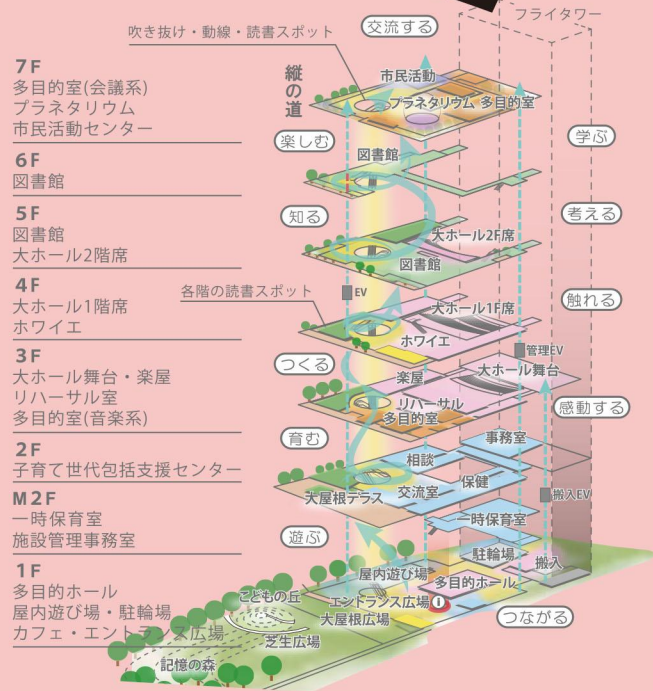 フライタワー
吹き抜け・動線・読書スポット
交流する
7F
多目的室(会議系)
プラネタリウム
市民活動センター
6F
図書館
5F
図書館
大ホール2階席
4F
大ホール1階席
ホワイエ
3F
大ホール舞台・楽屋
リハーサル室
多目的室(音楽系)
2F
子育て世代包括支援センター
M2F
一時保育室
施設管理事務室
1F
多目的ホール
屋内遊び場・駐輪場
カフェ・エントランス広場
縦の道
市民活動
プラネタリウム 多目的室
楽しむ
学ぶ
図書館
知る
考える
大ホール2F席
図書館
各階の読書スポット
EV
触れる
大ホール1F席
ホワイエ
管理EV
つくる
大ホール舞台
楽屋
リハーサル
多目的室
感動する
育む
事務室
相談
保健
交流室
大屋根テラス
搬入EV
一時保育室
遊ぶ
駐輪場
搬入
屋内遊び場
多目的ホール
こどもの丘
エントランス広場 i
つながる
大屋根広場
芝生広場
記憶の森